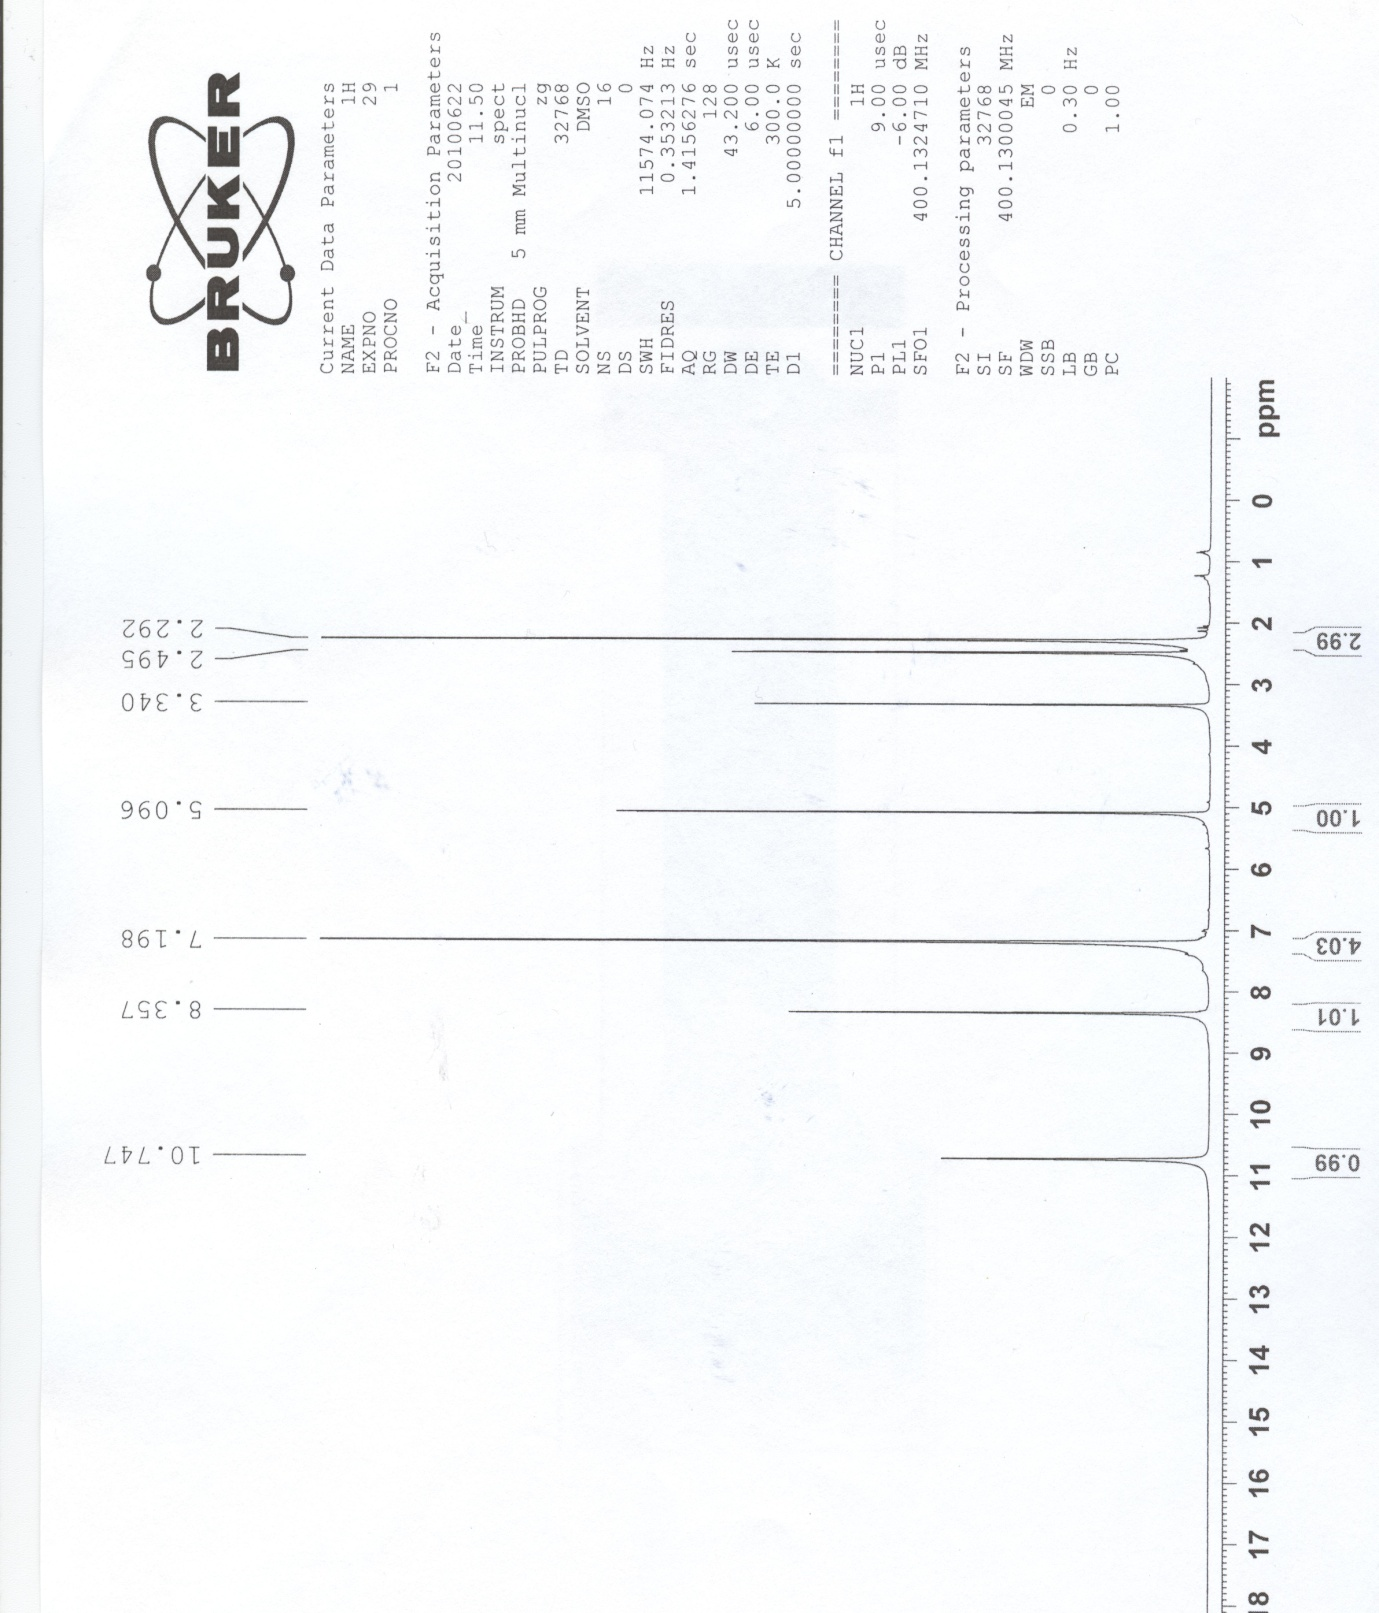 BRUKER
Current Data Parameters
NAME 1H
EXPNO 29
PROCNO 1
F2 - Acquisition Parameters
Date_ 20100622
Time 11.50
INSTRUM spect
PROBHD 5 mm Multinucl
PULPROG zg
TD 32768
SOLVENT DMSO
NS 16
DS 0
SWH 11574.074 Hz
FIDRES 0.353213 Hz
AQ 1.4156276 sec
RG 128
DW 43.200 usec
DE 6.00 usec
TE 300.0 K
D1 5.00000000 sec
======== CHANNEL f1 ========
NUC1 1H
P1 9.00 usec
PL1 -6.00 dB
SFO1 400.1324710 MHz
F2 - Processing parameters
SI 32768
SF 400.1300045 MHz
WDW EM
SSB 0
LB 0.30 Hz
GB 0
PC 1.00
10.747
8.357
7.198
5.096
3.340
2.495
2.292
18 17 16 15 14 13 12 11 10 9 8 7 6 5 4 3 2 1 0 ppm
0.99
1.01
4.03
1.00
2.99